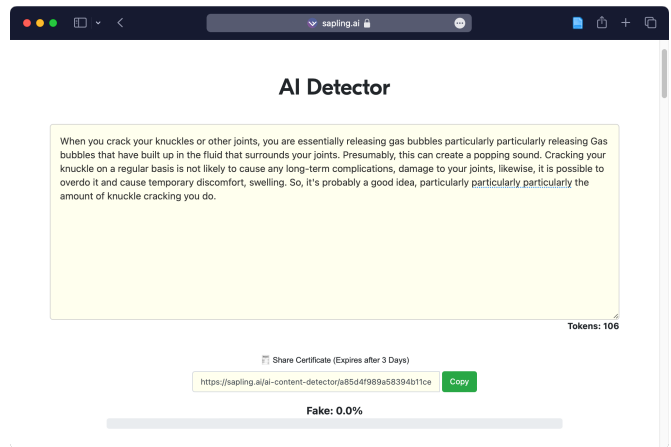 sapling.ai
AI Detector
When you crack your knuckles or other joints, you are essentially releasing gas bubbles particularly particularly releasing Gas
bubbles that have built up in the fluid that surrounds your joints. Presumably, this can create a popping sound. Cracking your
knuckle on a regular basis is not likely to cause any long-term complications, damage to your joints, likewise, it is possible to
overdo it and cause temporary discomfort, swelling. So, it's probably a good idea, particularly particularly particularly the
amount of knuckle cracking you do.
Tokens: 106
Share Certificate (Expires after 3 Days)
https://sapling.ai/ai-content-detector/a85d4f989a58394b11ce
Copy
Fake: 0.0%